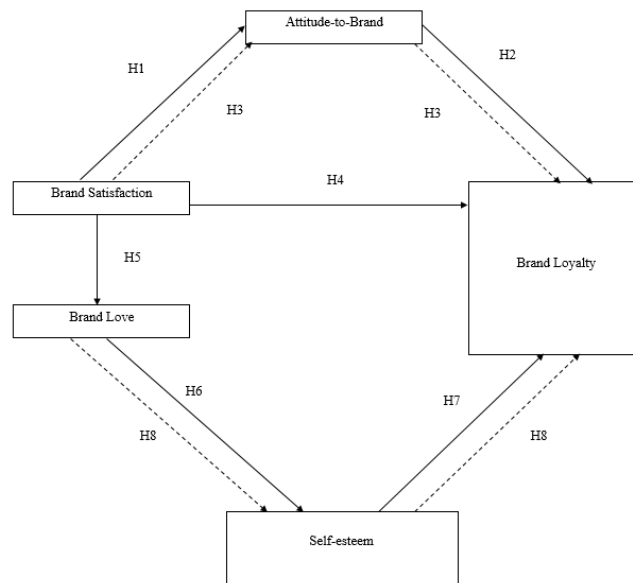 Attitude-to-Brand
H1
H2
H3
H3
H4
Brand Satisfaction
H5
Brand Loyalty
Brand Love
H6
H7
H8
H8
Self-esteem